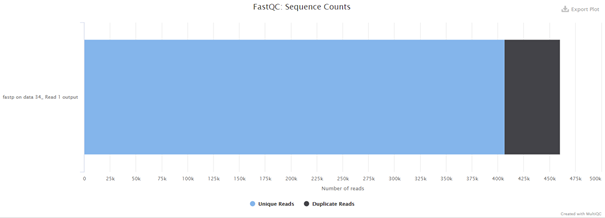 FastQC: Sequence Counts
Export Plot
fastp on data 34_ Read 1 output
0 25k 50k 75k 100k 125k 150k 175k 200k 225k 250k 275k 300k 325k 350k 375k 400k 425k 450k 475k 500k
Number of reads
Unique Reads Duplicate Reads
Created with MultiQC